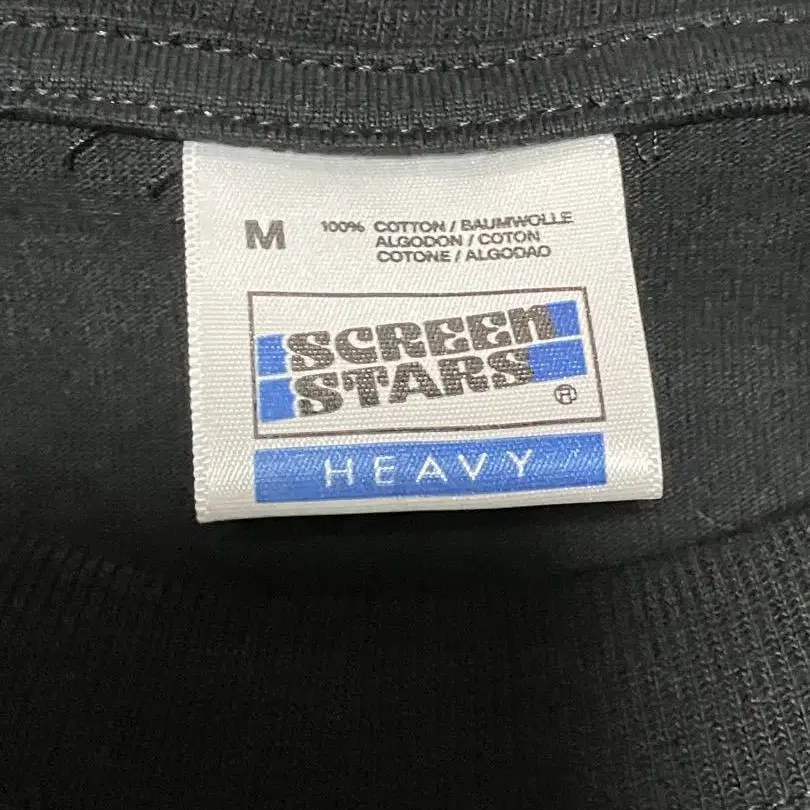 M
100% COTTON / BAUMWOLLE
ALGODON / COTON
COTONE / ALGODAO
SCREEN
STARS
®
HEAVY